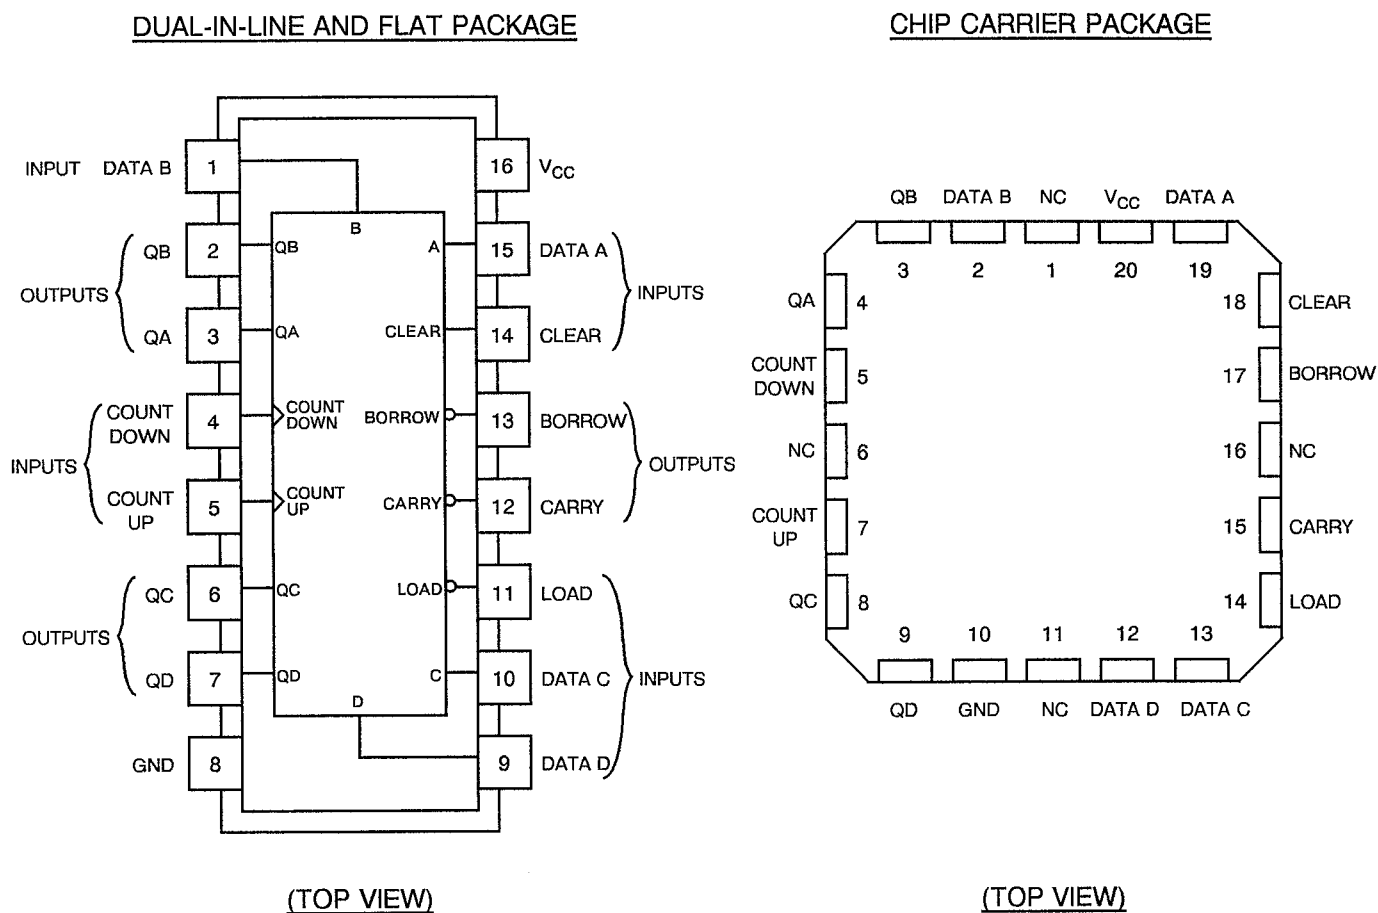 DUAL-IN-LINE AND FLAT PACKAGE
INPUT DATA B 1
16 VCC
B
OUTPUTS
QB 2 QB
A 15 DATA A
INPUTS
QA 3 QA
CLEAR 14 CLEAR
INPUTS
COUNT
DOWN
4
COUNT
DOWN
BORROW 13 BORROW
OUTPUTS
COUNT
UP
5
COUNT
UP
CARRY 12 CARRY
OUTPUTS
QC 6 QC
LOAD 11 LOAD
INPUTS
QD 7 QD
C 10 DATA C
D
GND 8
9 DATA D
(TOP VIEW)
CHIP CARRIER PACKAGE
QB DATA B NC VCC DATA A
3 2 1 20 19
QA 4
18 CLEAR
COUNT
DOWN
5
17 BORROW
NC 6
16 NC
COUNT
UP
7
15 CARRY
QC 8
14 LOAD
9 10 11 12 13
QD GND NC DATA D DATA C
(TOP VIEW)